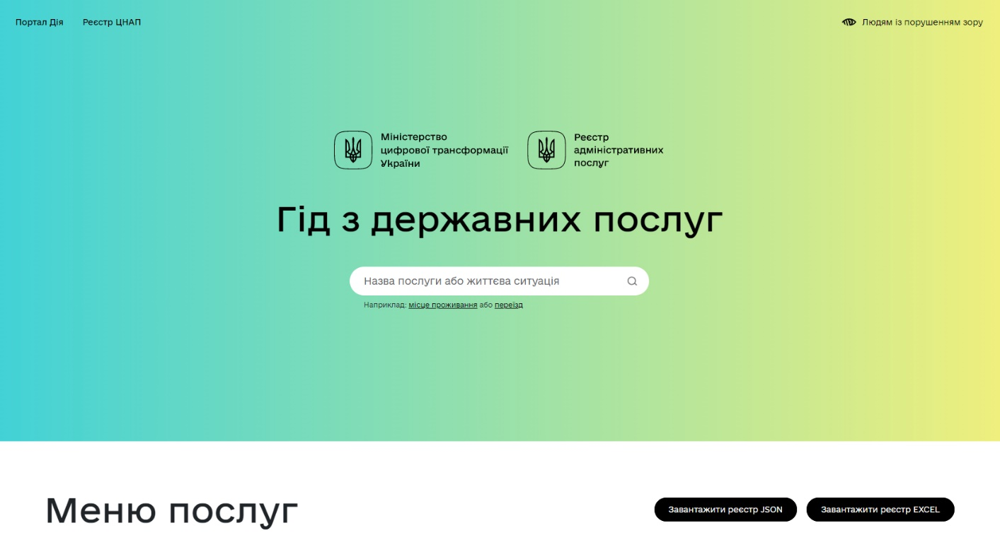 Портал Дія
Реєстр ЦНАП
Людям із порушенням зору
Міністерство
цифрової трансформації
України
Реєстр
адміністративних
послуг
Гід з державних послуг
Назва послуги або життєва ситуація
Наприклад: місце проживання або переїзд
Меню послуг
Завантажити реєстр JSON
Завантажити реєстр EXCEL